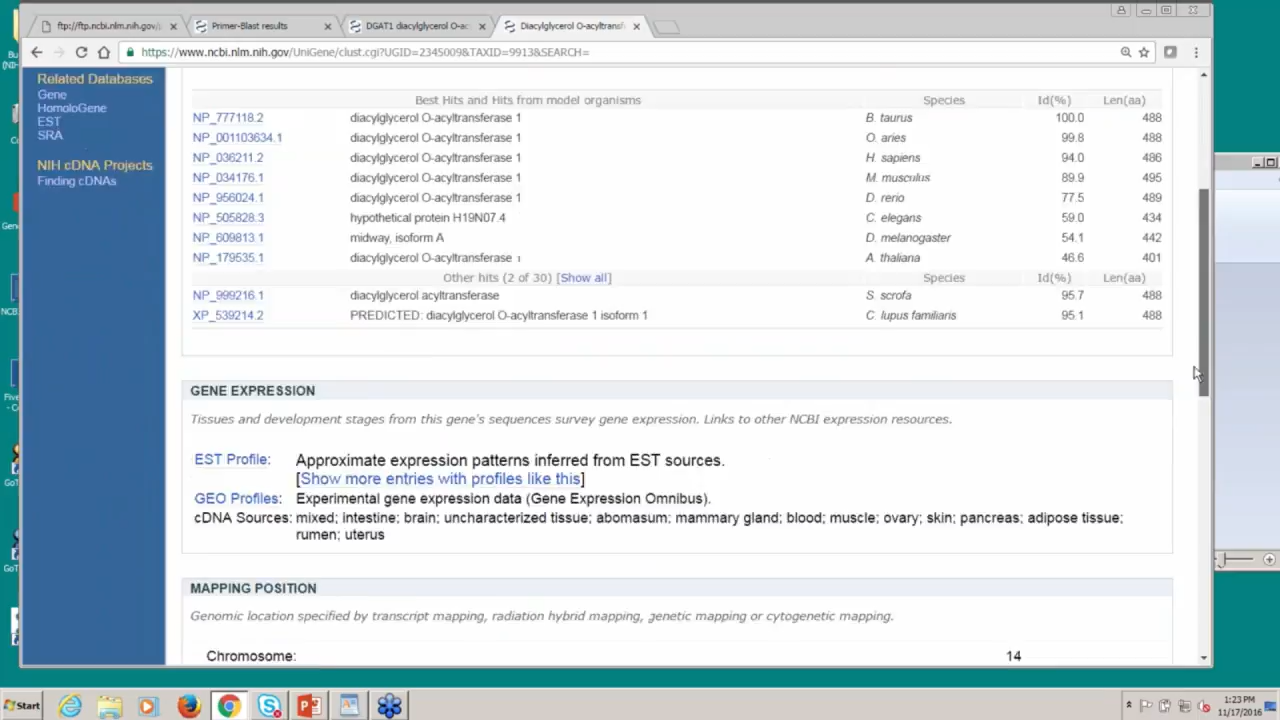 ftp://ftp.ncbi.nlm.nih.gov/
Primer-Blast results
DGAT1 diacylglycerol O-ac
Diacylglycerol O-acyltransf
https://www.ncbi.nlm.nih.gov/UniGene/clust.cgi?UGID=2345009&TAXID=9913&SEARCH=
Related Databases
Gene
HomoloGene
EST
SRA
NIH cDNA Projects
Finding cDNAs
Best Hits and Hits from model organisms Species Id(%) Len(aa)
NP_777118.2 diacylglycerol O-acyltransferase 1 B. taurus 100.0 488
NP_001103634.1 diacylglycerol O-acyltransferase 1 O. aries 99.8 488
NP_036211.2 diacylglycerol O-acyltransferase 1 H. sapiens 94.0 486
NP_034176.1 diacylglycerol O-acyltransferase 1 M. musculus 89.9 495
NP_956024.1 diacylglycerol O-acyltransferase 1 D. rerio 77.5 489
NP_505828.3 hypothetical protein H19N07.4 C. elegans 59.0 434
NP_609813.1 midway, isoform A D. melanogaster 54.1 442
NP_179535.1 diacylglycerol O-acyltransferase 1 A. thaliana 46.6 401
Other hits (2 of 30) [Show all] Species Id(%) Len(aa)
NP_999216.1 diacylglycerol acyltransferase S. scrofa 95.7 488
XP_539214.2 PREDICTED: diacylglycerol O-acyltransferase 1 isoform 1 C. lupus familiaris 95.1 488
GENE EXPRESSION
Tissues and development stages from this gene's sequences survey gene expression. Links to other NCBI expression resources.
EST Profile: Approximate expression patterns inferred from EST sources.
[Show more entries with profiles like this]
GEO Profiles: Experimental gene expression data (Gene Expression Omnibus).
cDNA Sources: mixed; intestine; brain; uncharacterized tissue; abomasum; mammary gland; blood; muscle; ovary; skin; pancreas; adipose tissue;
rumen; uterus
MAPPING POSITION
Genomic location specified by transcript mapping, radiation hybrid mapping, genetic mapping or cytogenetic mapping.
Chromosome: 14
Start
1:23 PM
11/17/2016